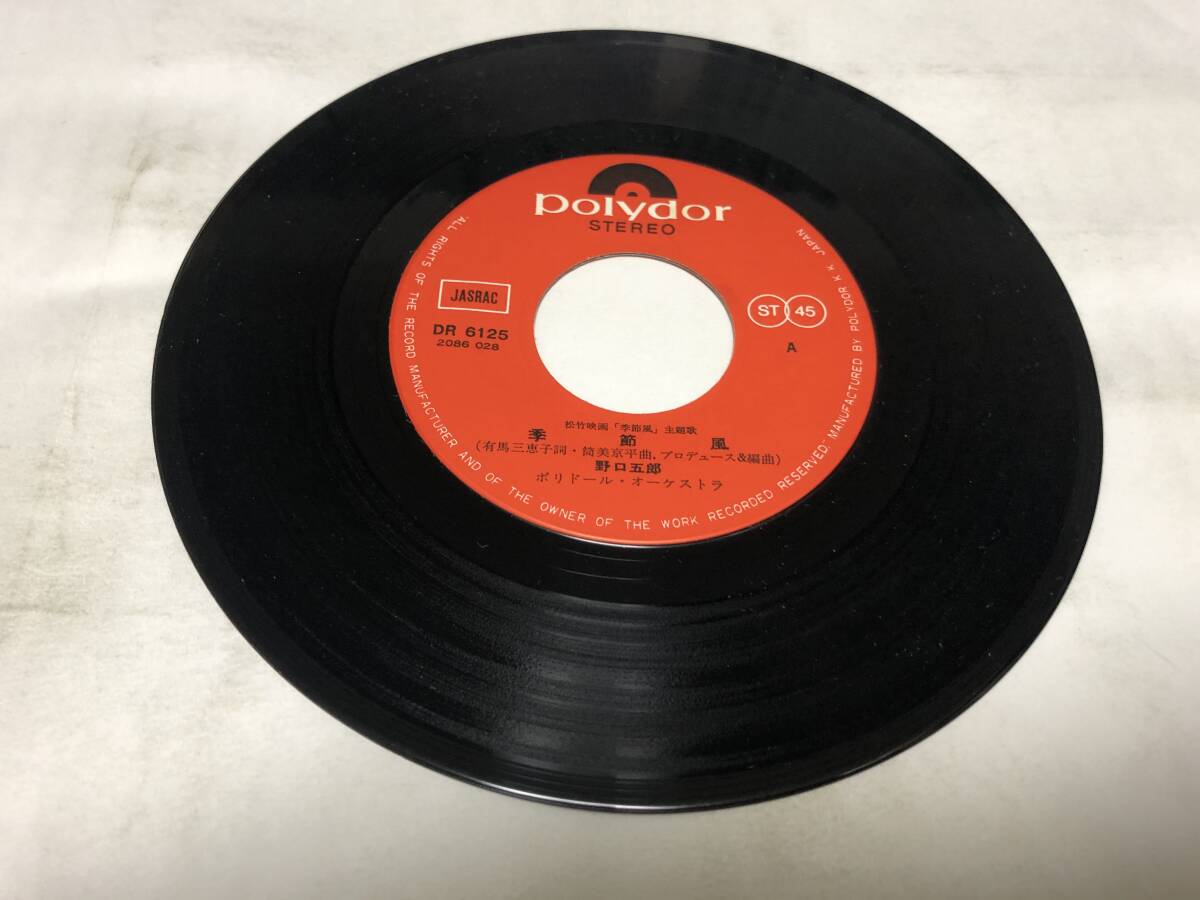 polydor
STEREO
JASRAC
DR 6125
2086 028
ST 45
A
松竹映画「季節風」主題歌
季節風
(有馬三恵子詞・筒美京平曲,プロデュース&編曲)
野口五郎
ポリドール・オーケストラ
"ALL RIGHTS OF THE RECORD MANUFACTURER AND OF THE OWNER OF THE WORK RECORDED RESERVED." MANUFACTURED BY POLYDOR K.K. JAPAN